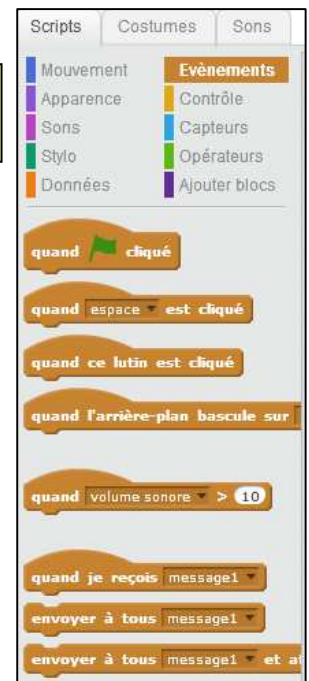 Scripts Costumes Sons
Mouvement Evènements
Apparence Contrôle
Sons Capteurs
Stylo Opérateurs
Données Ajouter blocs
quand cliqué
quand espace est cliqué
quand ce lutin est cliqué
quand l'arrière-plan bascule sur
quand volume sonore > 10
quand je reçois message1
envoyer à tous message1
envoyer à tous message1 et at